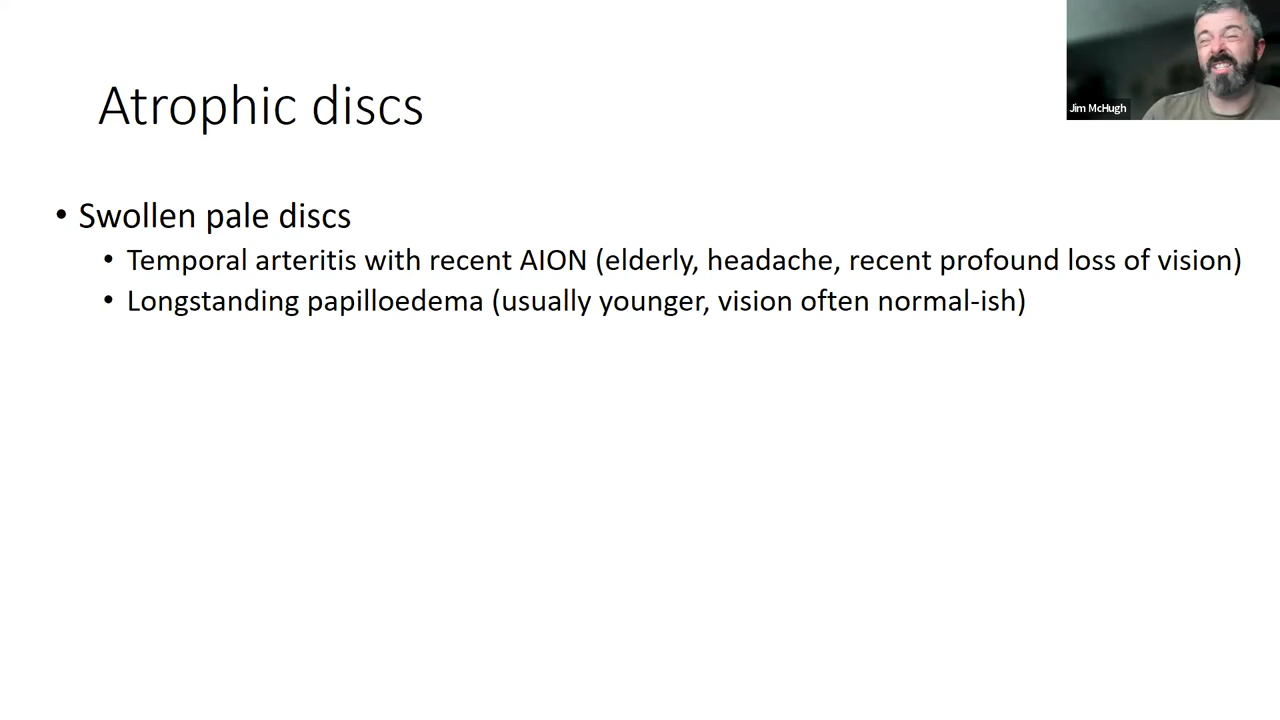 Jim McHugh
Atrophic discs
• Swollen pale discs
• Temporal arteritis with recent AION (elderly, headache, recent profound loss of vision)
• Longstanding papilloedema (usually younger, vision often normal-ish)